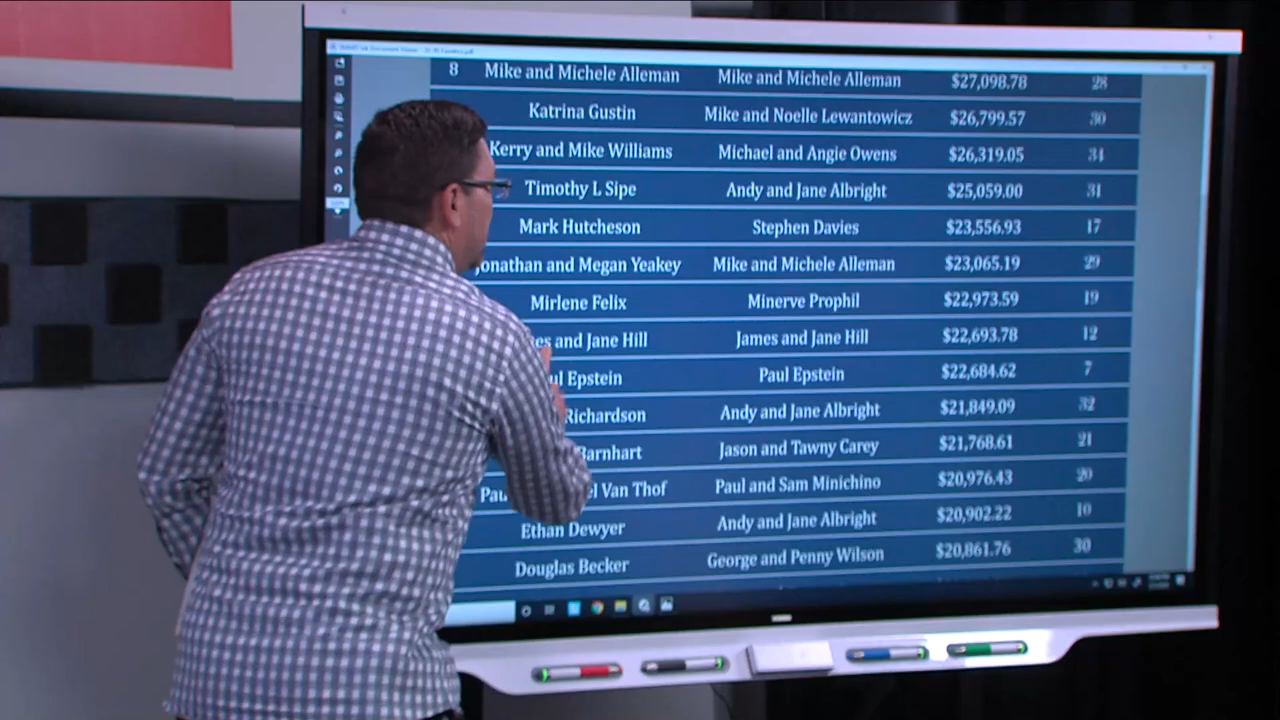 8 Mike and Michele Alleman Mike and Michele Alleman $27,098.78 28
Katrina Gustin Mike and Noelle Lewantowicz $26,799.57 30
Kerry and Mike Williams Michael and Angie Owens $26,319.05 34
Timothy L Sipe Andy and Jane Albright $25,059.00 31
Mark Hutcheson Stephen Davies $23,556.93 17
Jonathan and Megan Yeakey Mike and Michele Alleman $23,065.19 29
Mirlene Felix Minerve Prophil $22,973.59 19
es and Jane Hill James and Jane Hill $22,693.78 12
ul Epstein Paul Epstein $22,684.62 7
Richardson Andy and Jane Albright $21,849.09 32
Barnhart Jason and Tawny Carey $21,768.61 21
Pau el Van Thof Paul and Sam Minichino $20,976.43 20
Ethan Dewyer Andy and Jane Albright $20,902.22 10
Douglas Becker George and Penny Wilson $20,861.76 30